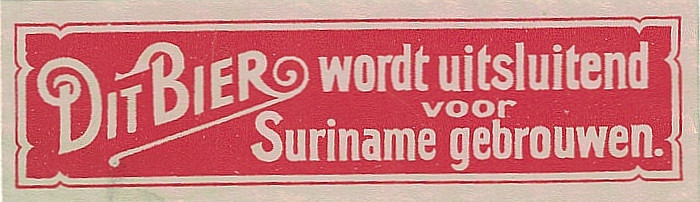 DIT BIER wordt uitsluitend
voor
Suriname gebrouwen.